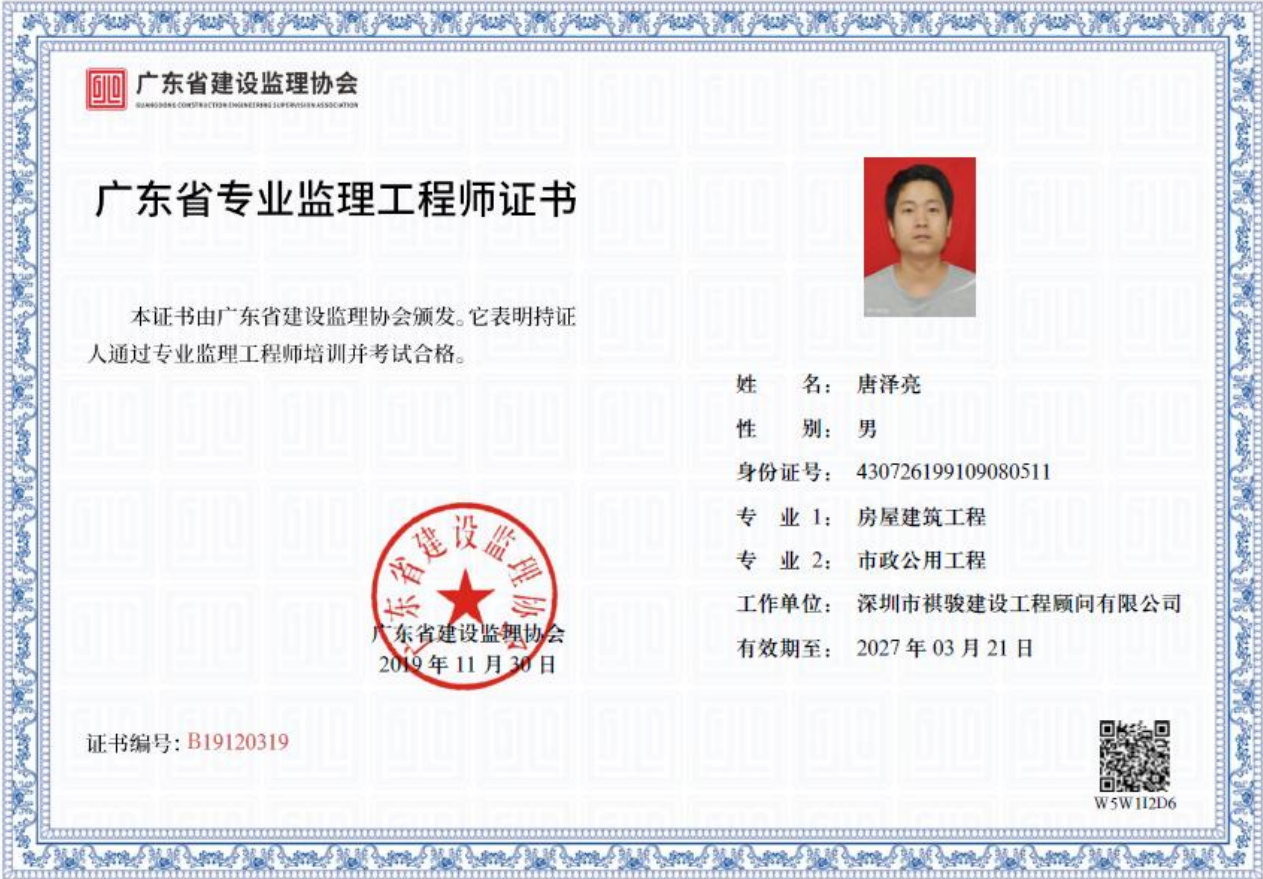 广东省建设监理协会
GUANGDONG CONSTRUCTION ENGINEERING SUPERVISION ASSOCIATION
广东省专业监理工程师证书
本证书由广东省建设监理协会颁发。它表明持证
人通过专业监理工程师培训并考试合格。
姓 名： 唐泽亮
性 别： 男
身份证号： 430726199109080511
专 业 1： 房屋建筑工程
专 业 2： 市政公用工程
工作单位： 深圳市祺骏建设工程顾问有限公司
有效期至： 2027 年 03 月 21 日
广东省建设监理协会
广东省建设监理协会
2019 年 11 月 30 日
证书编号：B19120319
W5W1I2D6